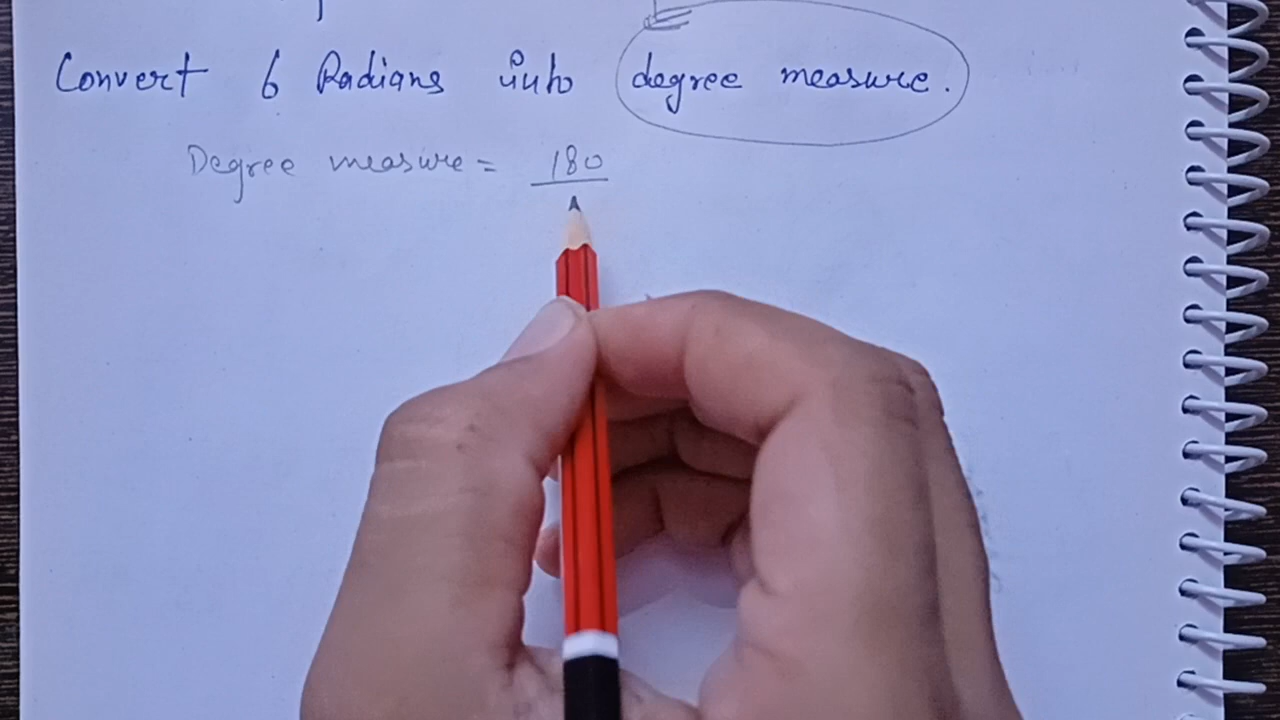 Convert 6 Radians into degree measure.
Degree measure = 180